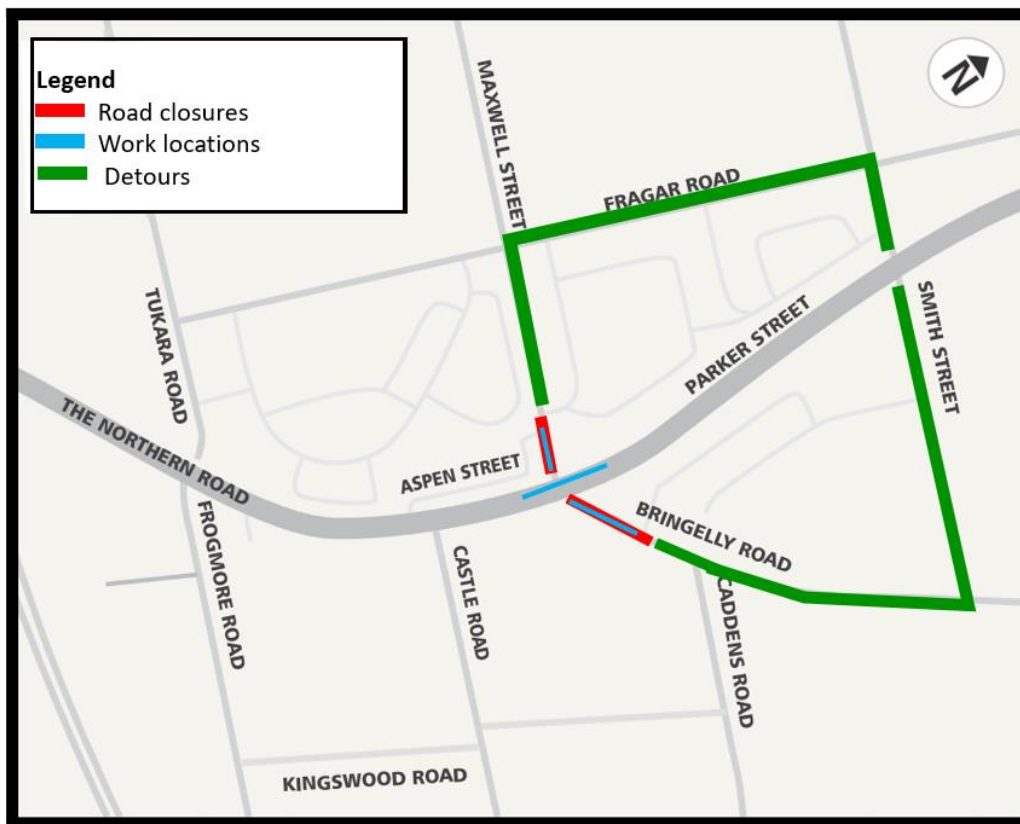 Legend
Road closures
Work locations
Detours
N
MAXWELL STREET
FRAGAR ROAD
TUKARA ROAD
SMITH STREET
PARKER STREET
THE NORTHERN ROAD
ASPEN STREET
BRINGELLY ROAD
FROGMORE ROAD
CASTLE ROAD
CADDENS ROAD
KINGSWOOD ROAD